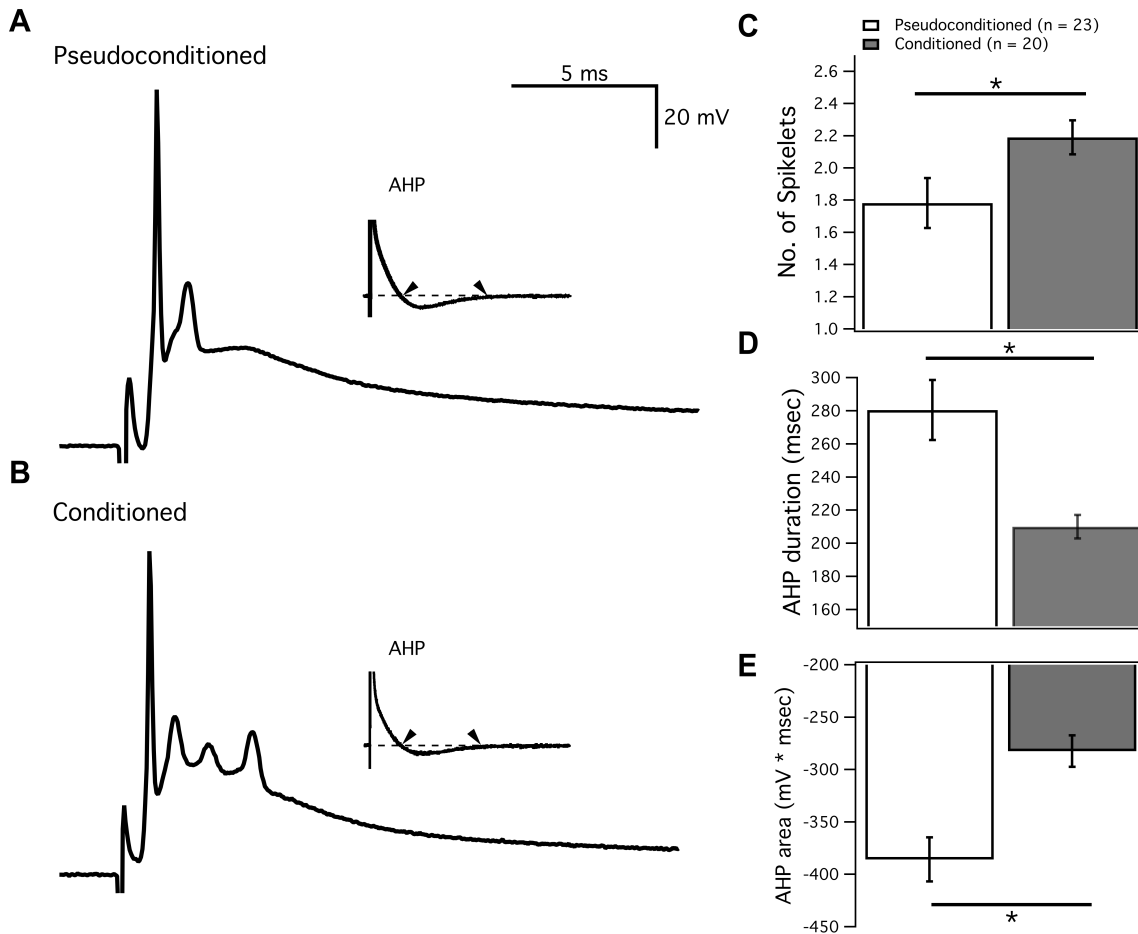 A
Pseudoconditioned
5 ms
20 mV
AHP
B
Conditioned
AHP
C
Pseudoconditioned (n = 23)
Conditioned (n = 20)
No. of Spikelets
2.6
2.4
2.2
2.0
1.8
1.6
1.4
1.2
1.0
*
D
AHP duration (msec)
300
280
260
240
220
200
180
160
*
E
AHP area (mV * msec)
-200
-250
-300
-350
-400
-450
*